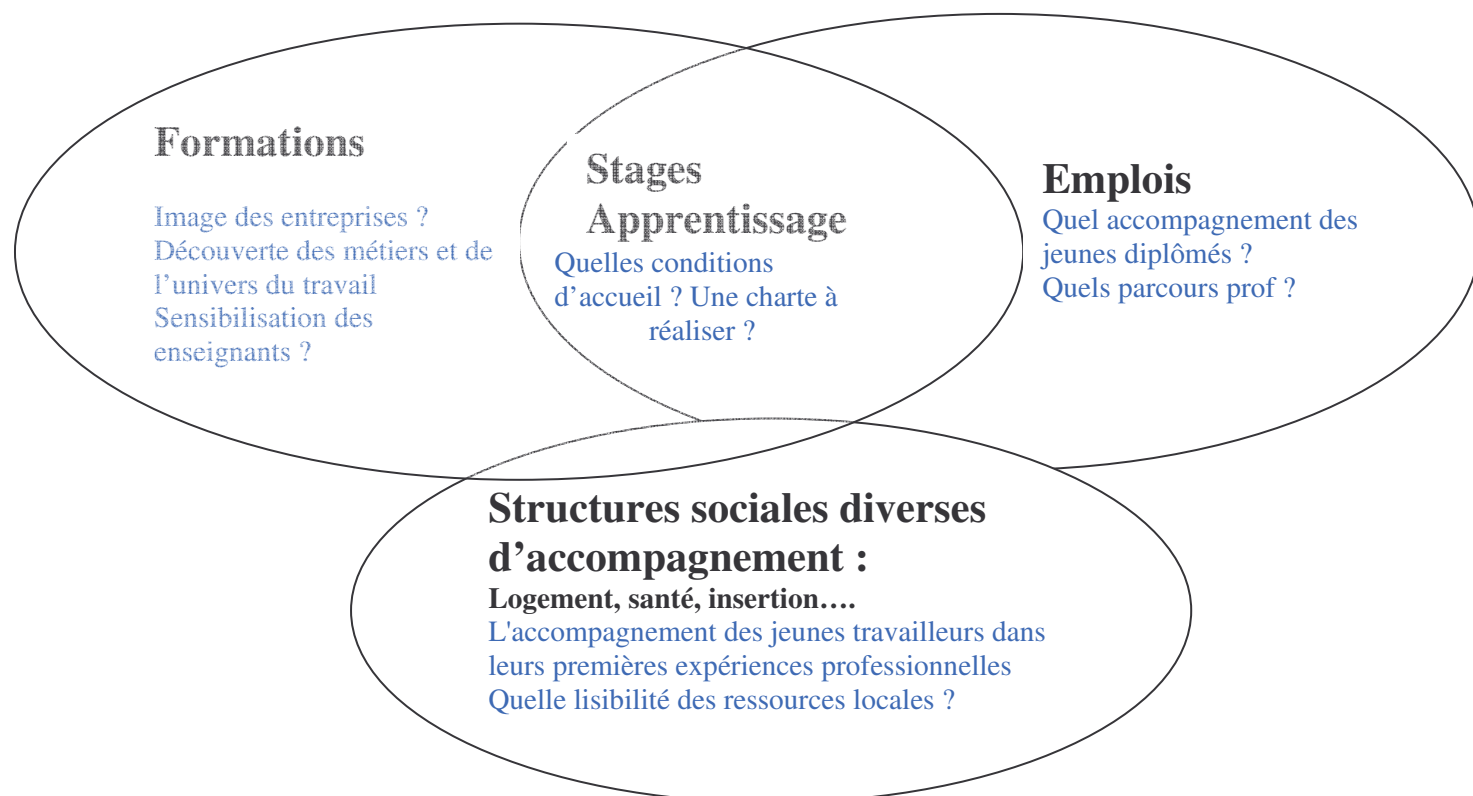 Formations
Image des entreprises ?
Découverte des métiers et de
l’univers du travail
Sensibilisation des
enseignants ?
Stages
Apprentissage
Quelles conditions
d’accueil ? Une charte à
réaliser ?
Emplois
Quel accompagnement des
jeunes diplômés ?
Quels parcours prof ?
Structures sociales diverses
d’accompagnement :
Logement, santé, insertion….
L'accompagnement des jeunes travailleurs dans
leurs premières expériences professionnelles
Quelle lisibilité des ressources locales ?